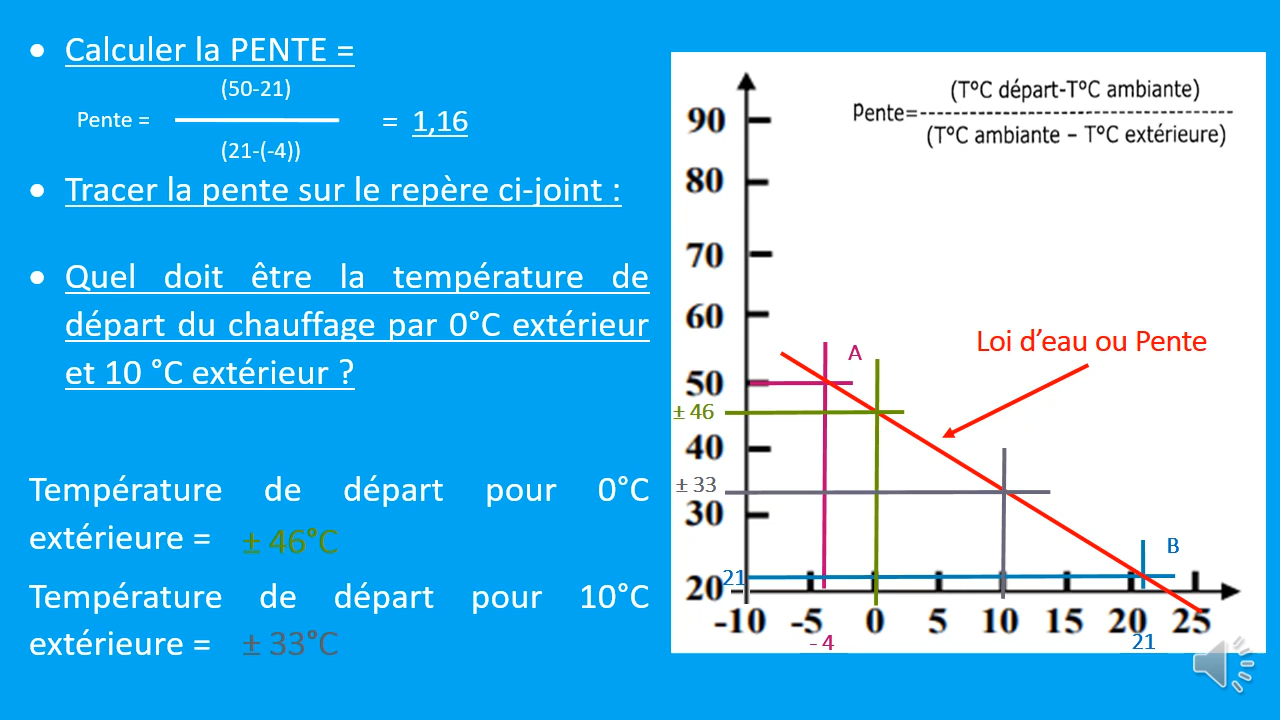 • Calculer la PENTE =
(50-21)
Pente = = 1,16
(21-(-4))
• Tracer la pente sur le repère ci-joint :
• Quel doit être la température de
départ du chauffage par 0°C extérieur
et 10 °C extérieur ?
Température de départ pour 0°C
extérieure = ± 46°C
Température de départ pour 10°C
extérieure = ± 33°C
(T°C départ-T°C ambiante)
Pente=
(T°C ambiante – T°C extérieure)
90
80
70
60
Loi d’eau ou Pente
A
50
± 46
40
± 33
30
B
21
20
-10 -5 0 5 10 15 20 25
- 4 21